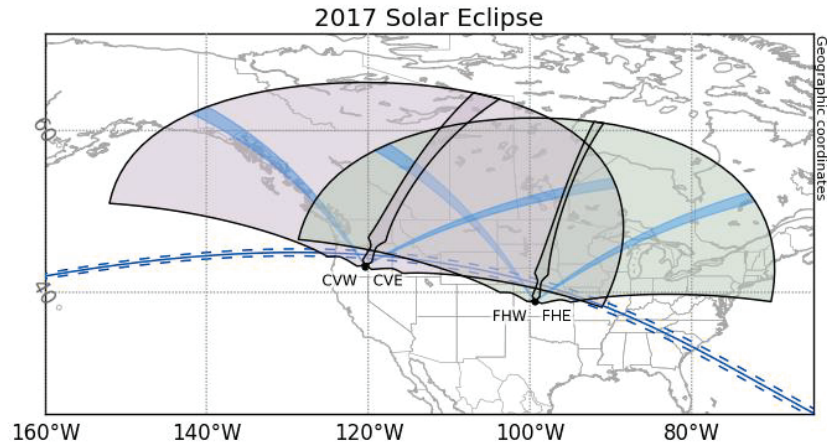 2017 Solar Eclipse
Geographic coordinates
60
40
CVW CVE
FHW FHE
160°W 140°W 120°W 100°W 80°W